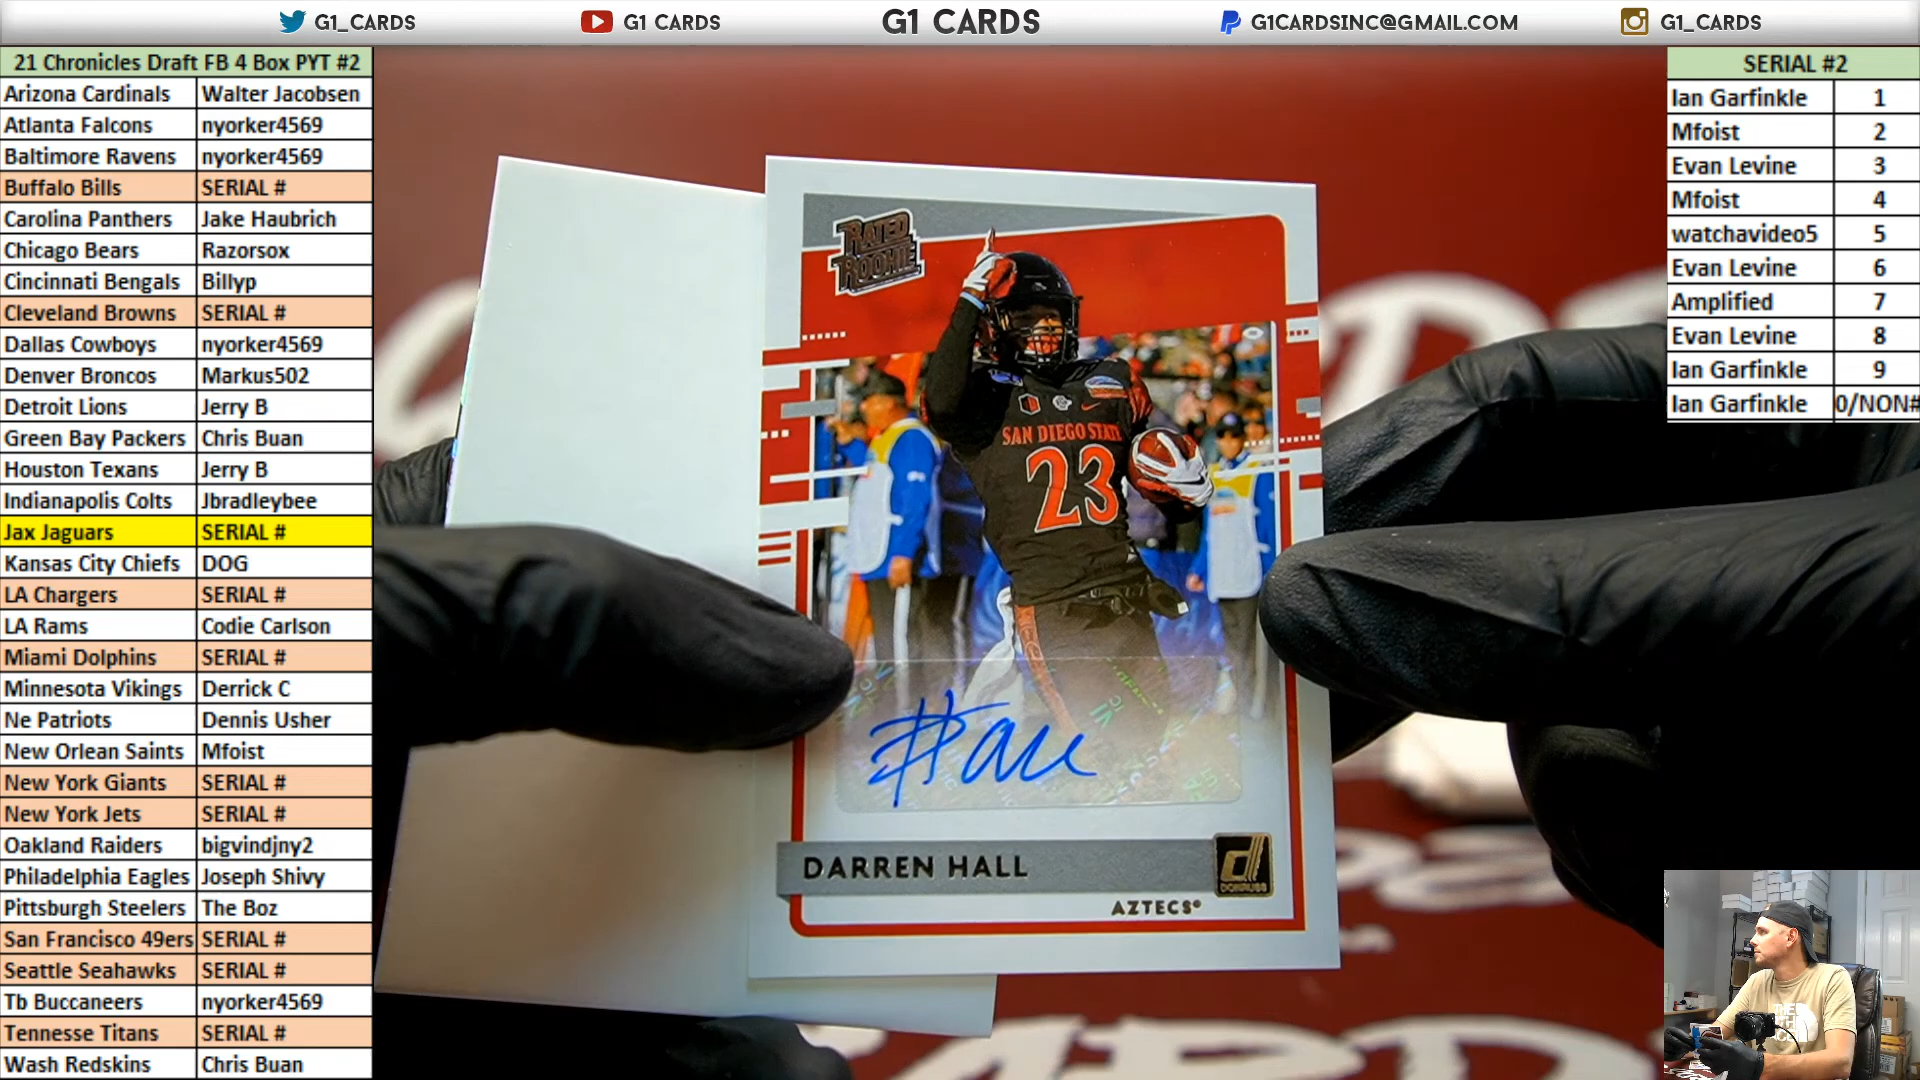 G1_CARDS G1 CARDS G1 CARDS G1CARDSINC@GMAIL.COM G1_CARDS
21 Chronicles Draft FB 4 Box PYT #2
Arizona Cardinals Walter Jacobsen
Atlanta Falcons nyorker4569
Baltimore Ravens nyorker4569
Buffalo Bills SERIAL #
Carolina Panthers Jake Haubrich
Chicago Bears Razorsox
Cincinnati Bengals Billyp
Cleveland Browns SERIAL #
Dallas Cowboys nyorker4569
Denver Broncos Markus502
Detroit Lions Jerry B
Green Bay Packers Chris Buan
Houston Texans Jerry B
Indianapolis Colts Jbradleybee
Jax Jaguars SERIAL #
Kansas City Chiefs DOG
LA Chargers SERIAL #
LA Rams Codie Carlson
Miami Dolphins SERIAL #
Minnesota Vikings Derrick C
Ne Patriots Dennis Usher
New Orlean Saints Mfoist
New York Giants SERIAL #
New York Jets SERIAL #
Oakland Raiders bigvindjny2
Philadelphia Eagles Joseph Shivy
Pittsburgh Steelers The Boz
San Francisco 49ers SERIAL #
Seattle Seahawks SERIAL #
Tb Buccaneers nyorker4569
Tennesse Titans SERIAL #
Wash Redskins Chris Buan
RATED
ROOKIE
SAN DIEGO STATE
23
DARREN HALL
DONRUSS
AZTECS
SERIAL #2
Ian Garfinkle 1
Mfoist 2
Evan Levine 3
Mfoist 4
watchavideo5 5
Evan Levine 6
Amplified 7
Evan Levine 8
Ian Garfinkle 9
Ian Garfinkle 0/NON#